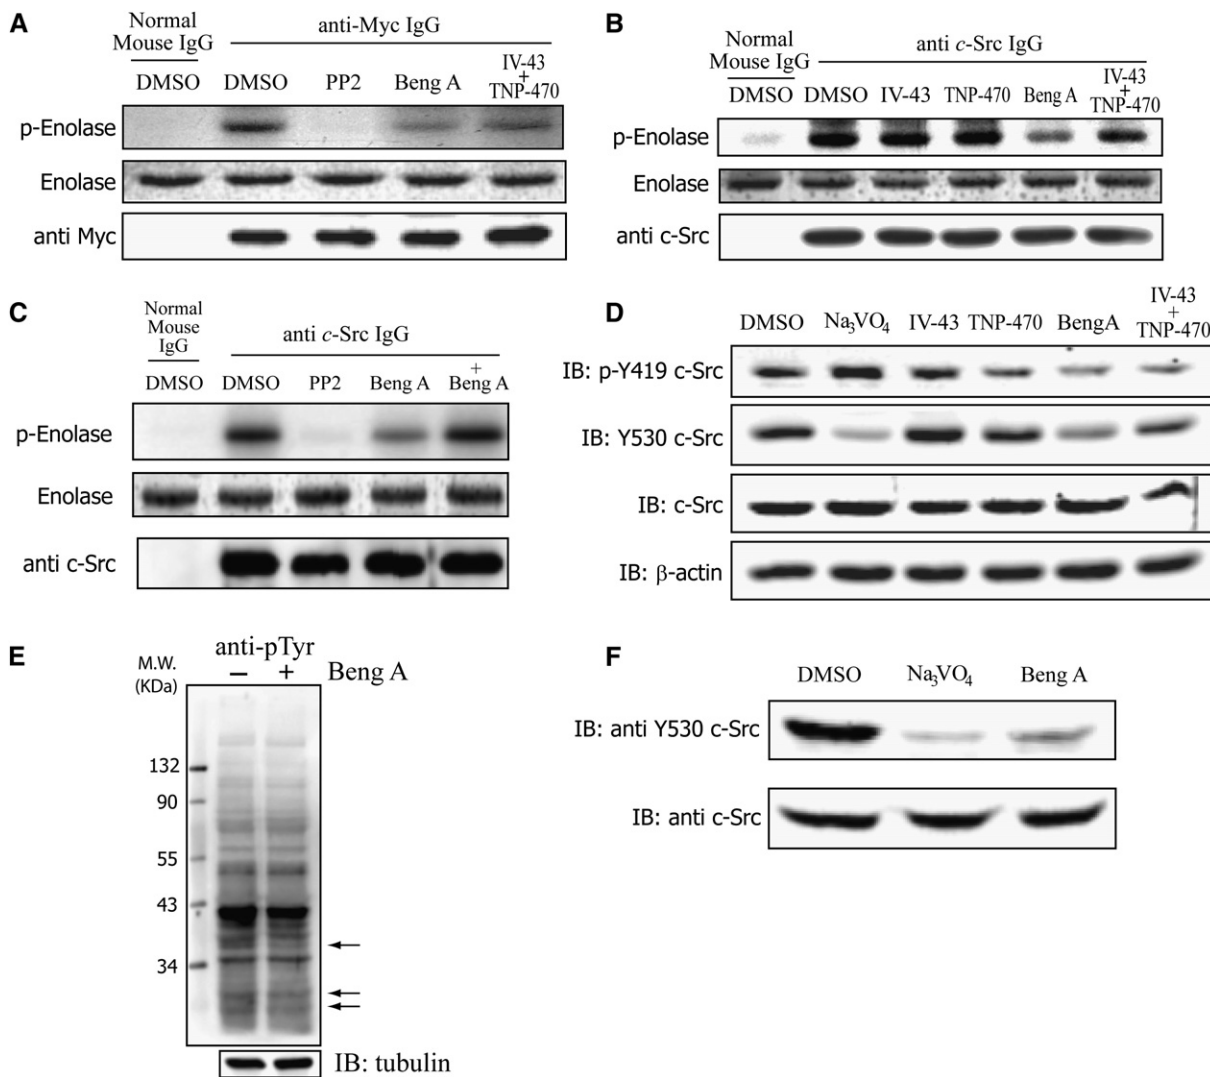 A
Normal
Mouse IgG
anti-Myc IgG
DMSO DMSO PP2 Beng A IV-43
+
TNP-470
p-Enolase
Enolase
anti Myc
B
Normal
Mouse IgG
anti c-Src IgG
DMSO DMSO IV-43 TNP-470 Beng A IV-43
+
TNP-470
p-Enolase
Enolase
anti c-Src
C
Normal
Mouse
IgG
anti c-Src IgG
DMSO DMSO PP2 Beng A +
Beng A
p-Enolase
Enolase
anti c-Src
D
DMSO Na₃VO₄ IV-43 TNP-470 BengA IV-43
+
TNP-470
IB: p-Y419 c-Src
IB: Y530 c-Src
IB: c-Src
IB: β-actin
E
anti-pTyr
M.W.
(KDa)
– + Beng A
132
90
55
43
34
IB: tubulin
F
DMSO Na₃VO₄ Beng A
IB: anti Y530 c-Src
IB: anti c-Src